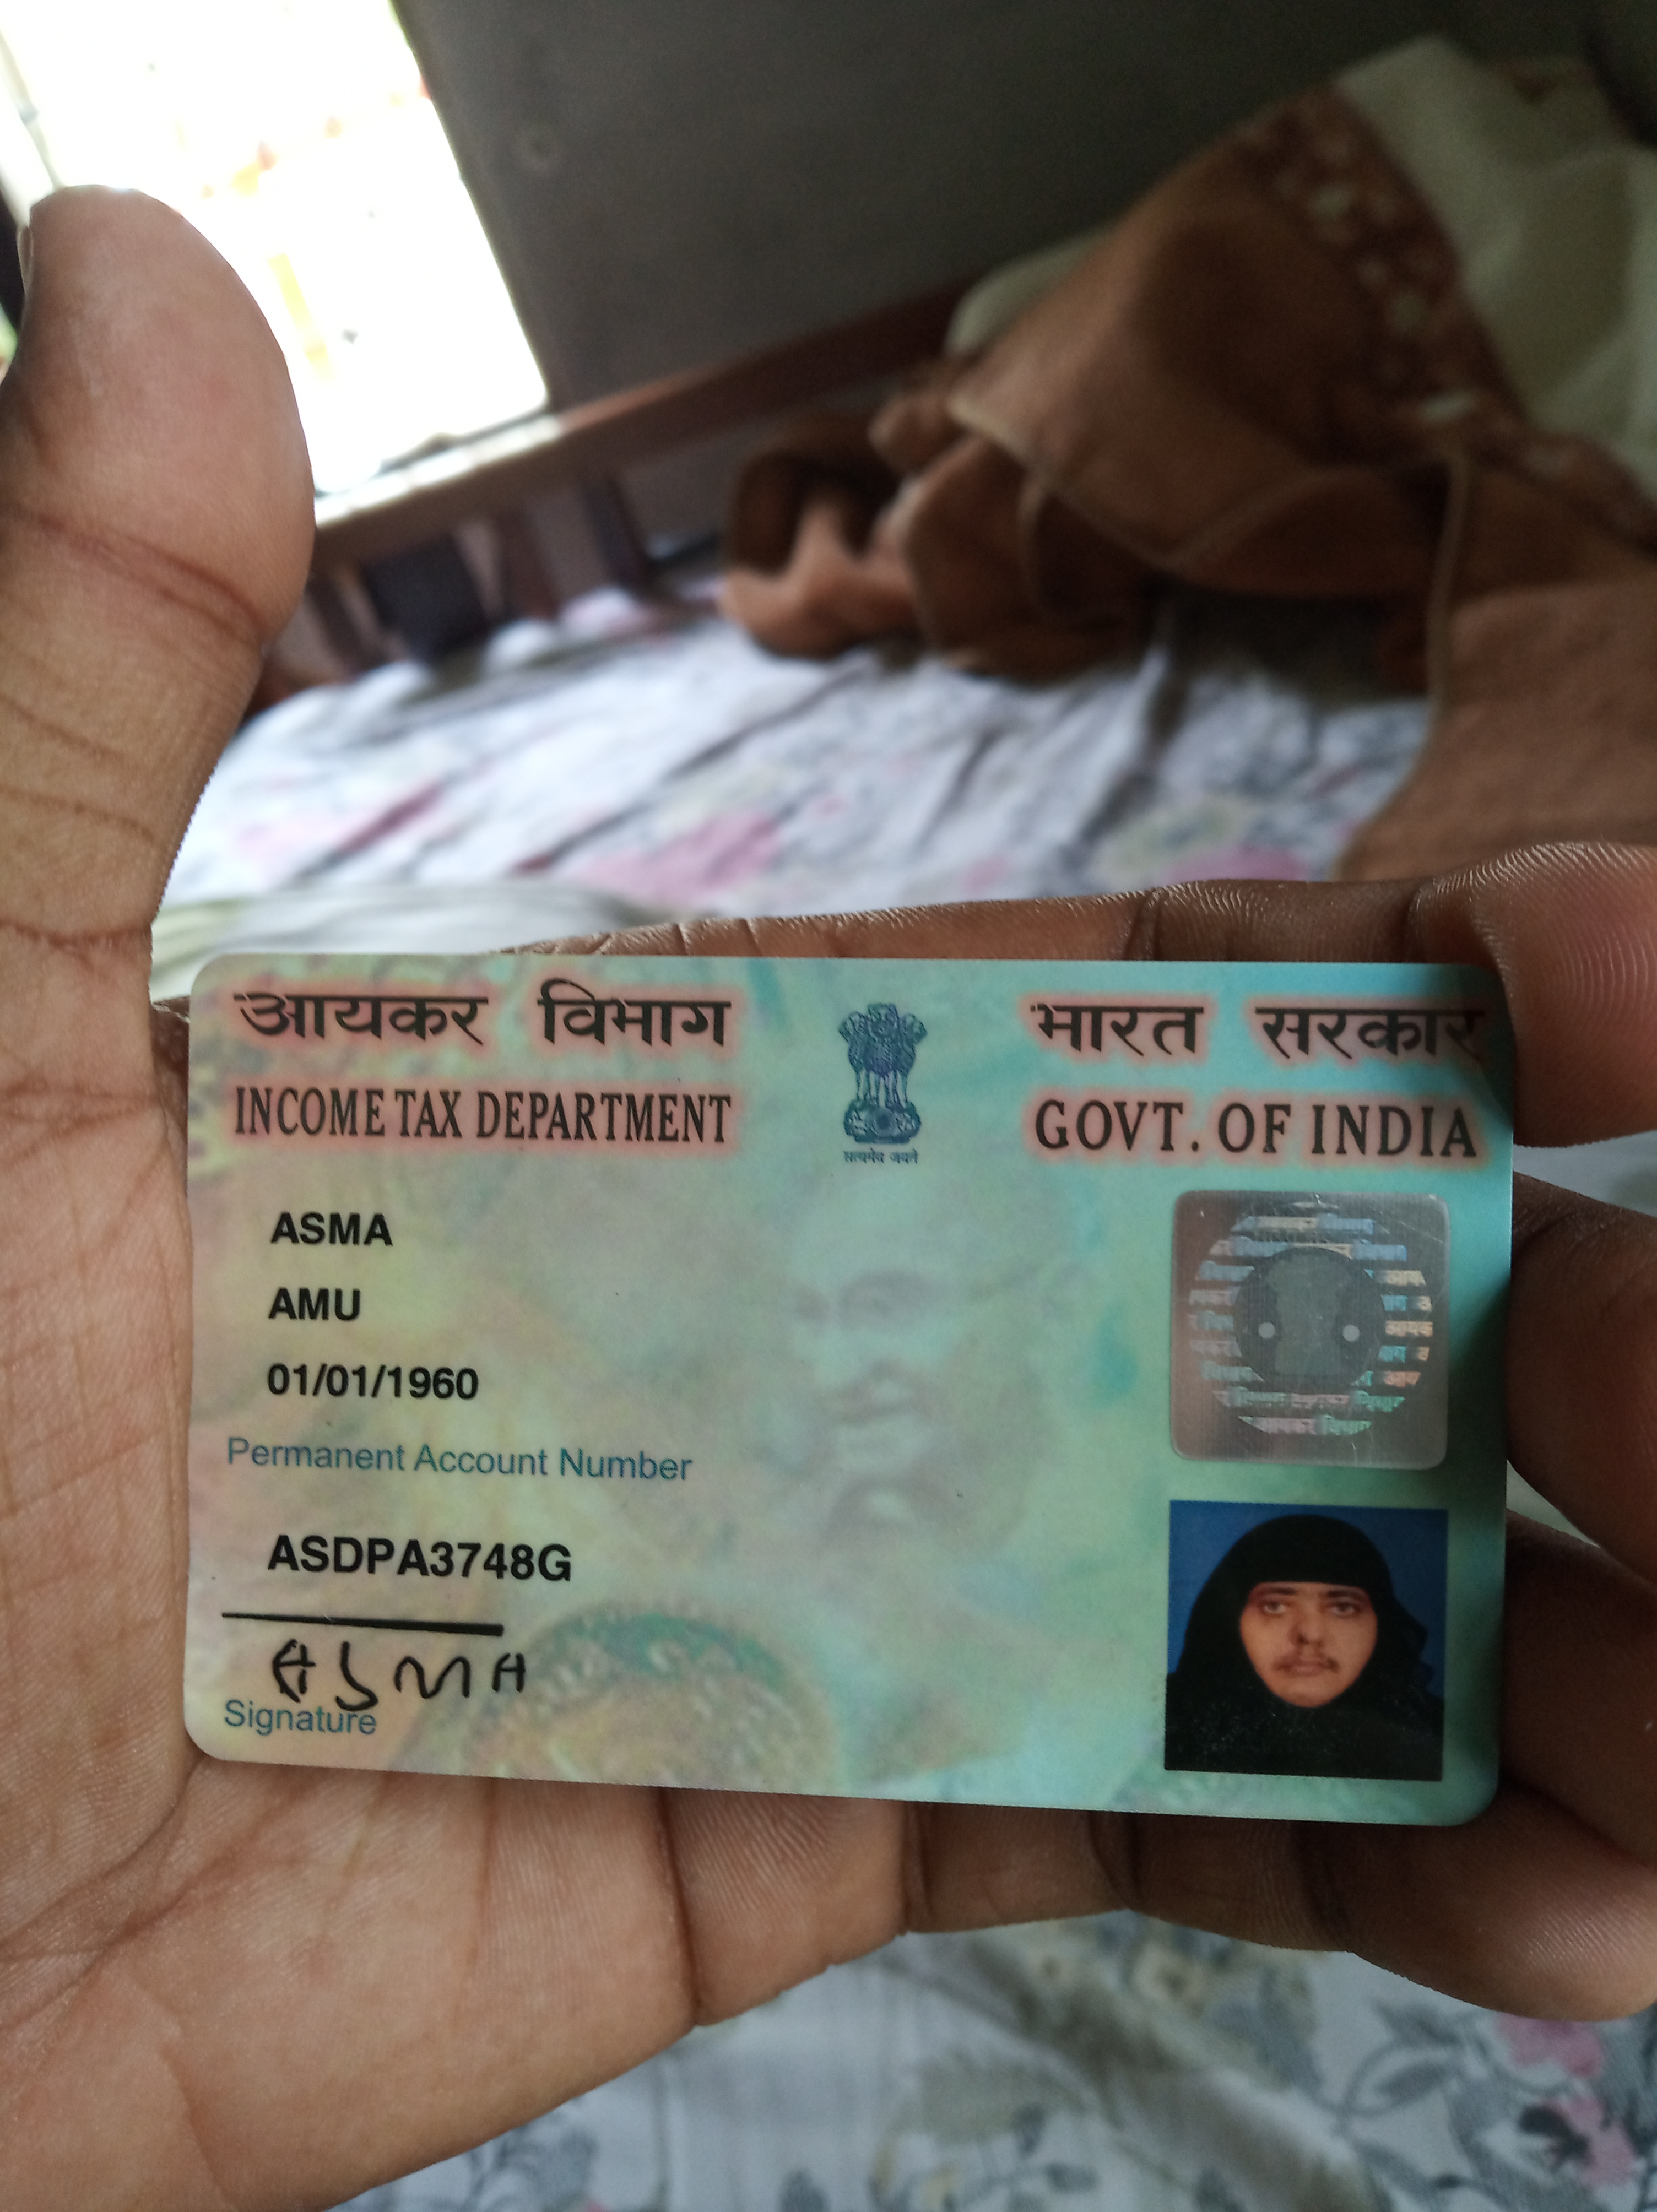 आयकर विभाग
INCOME TAX DEPARTMENT
भारत सरकार
GOVT. OF INDIA
सत्यमेव जयते
ASMA
AMU
01/01/1960
Permanent Account Number
ASDPA3748G
ASMA
Signature